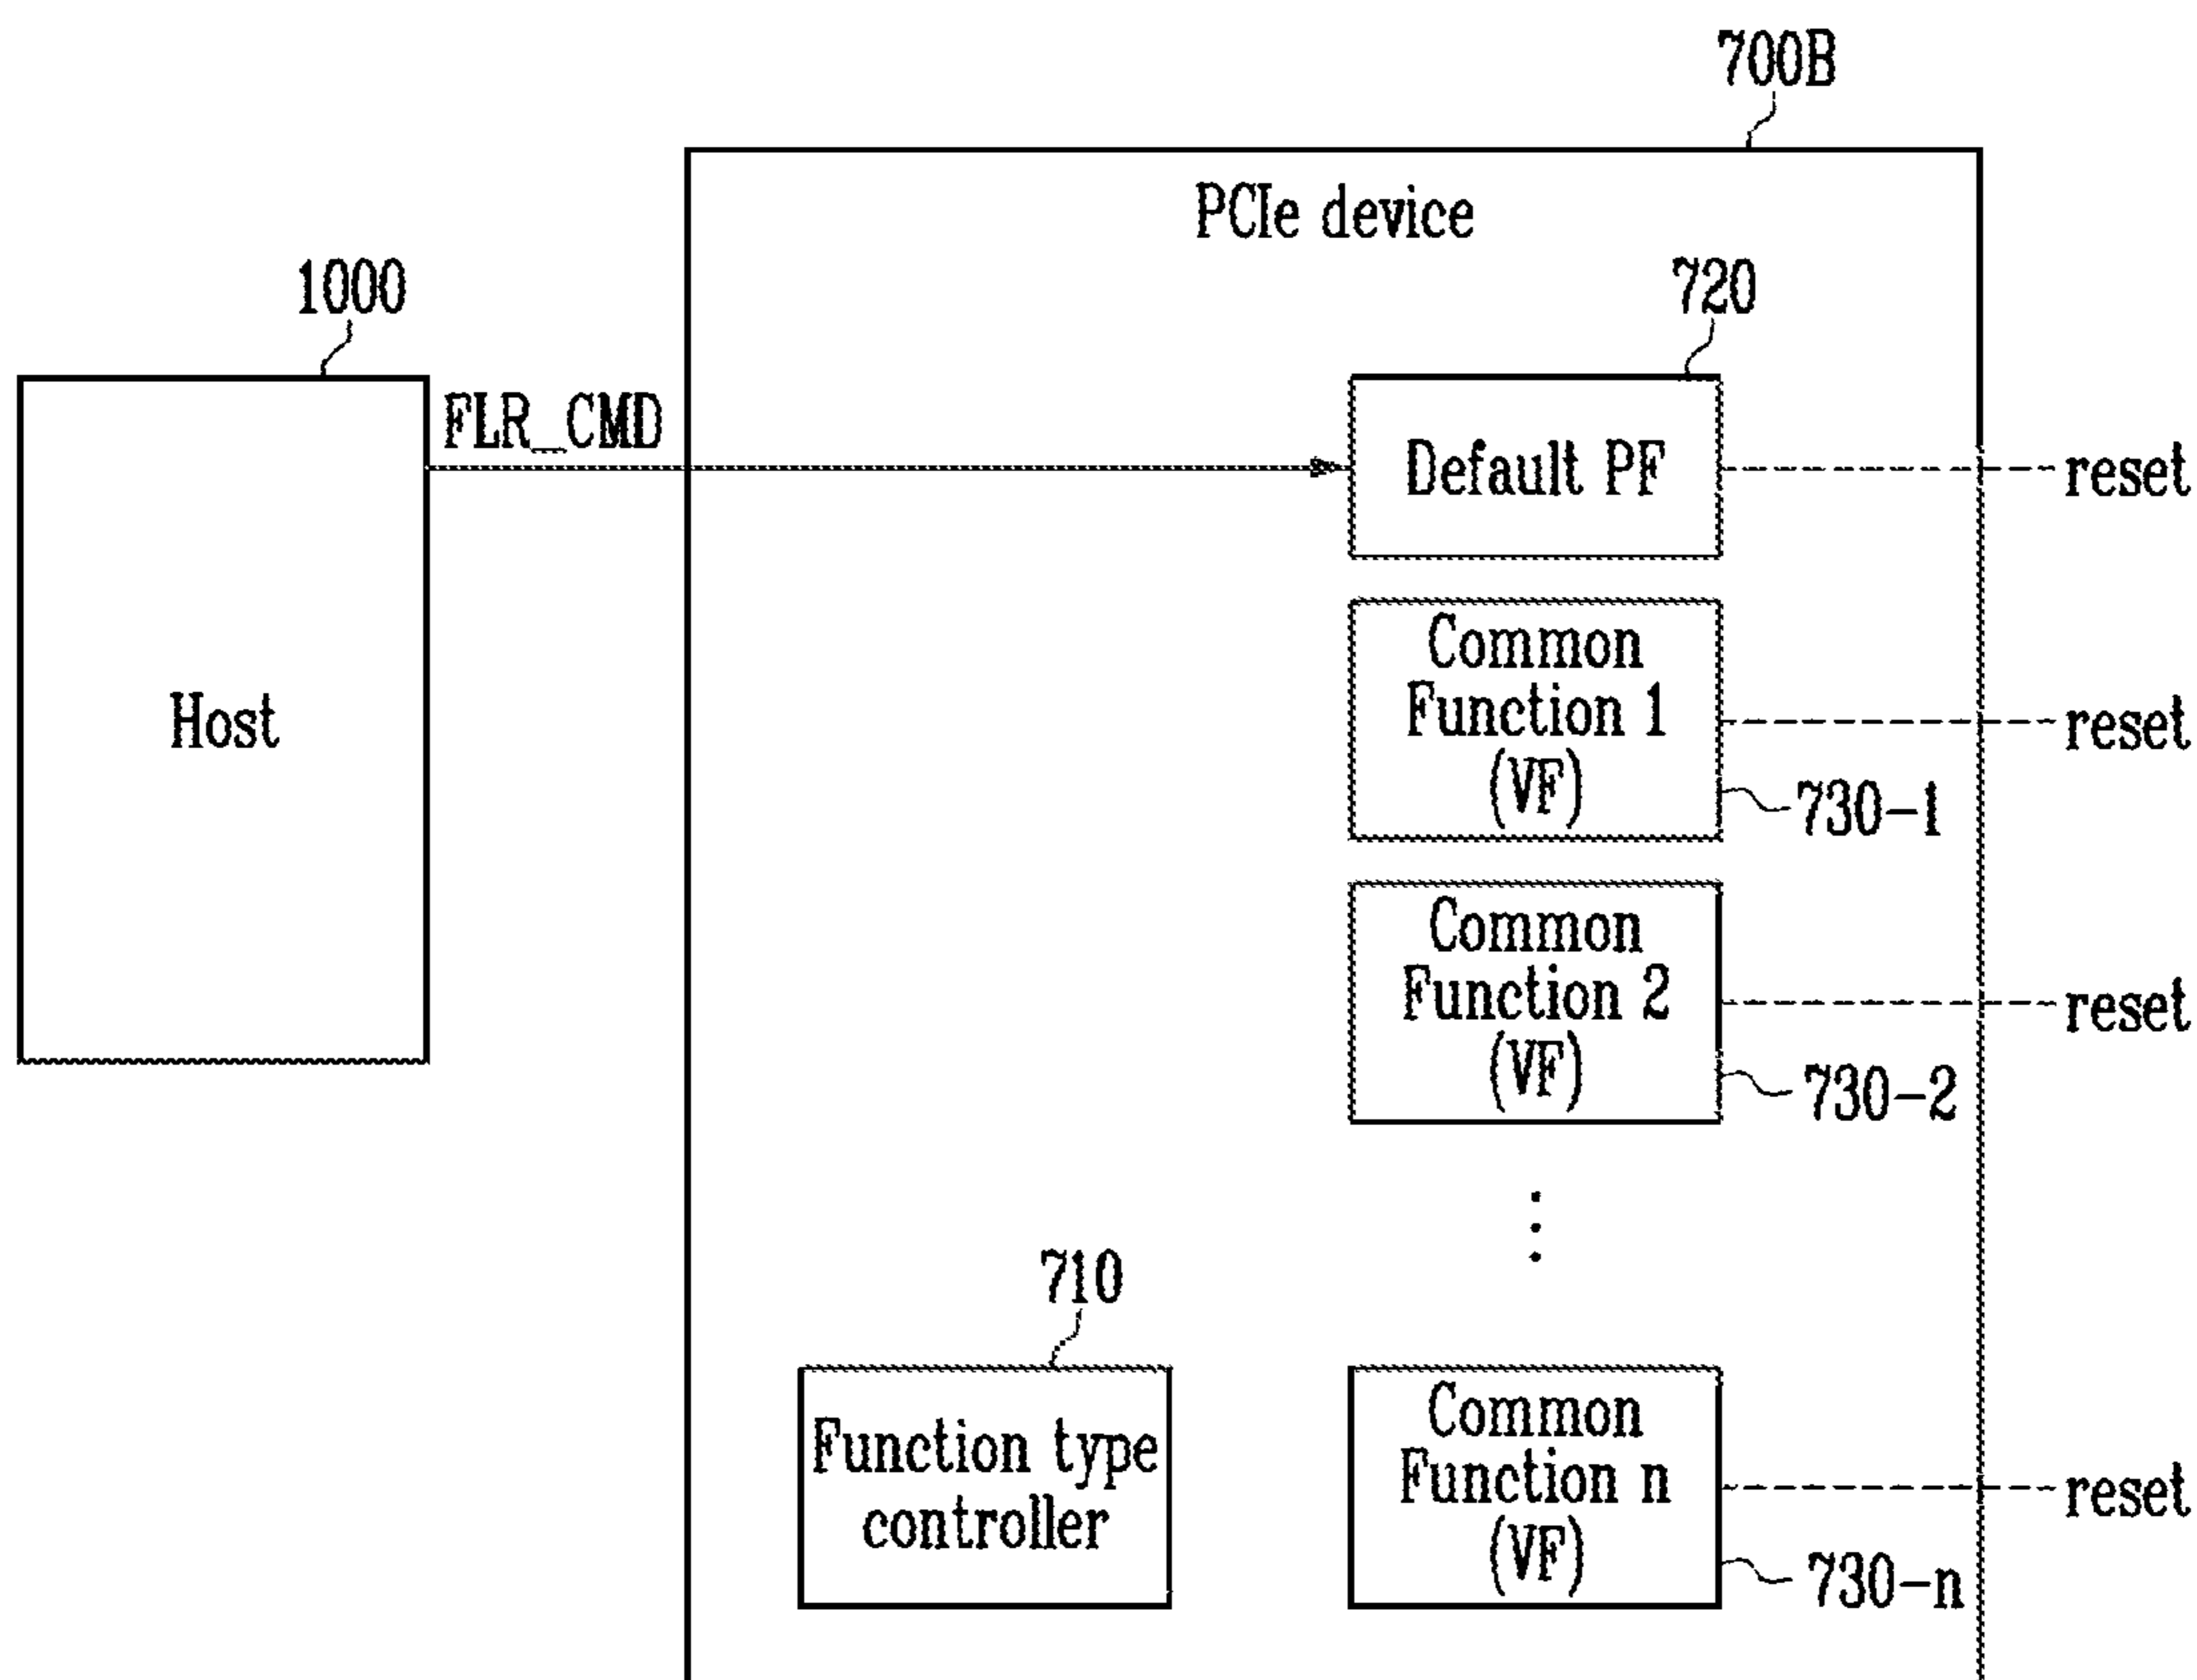 700B
PCIe device
1000
720
FLR_CMD
Default PF
reset
Host
Common
Function 1
(VF)
reset
730-1
Common
Function 2
(VF)
reset
730-2
710
Function type
controller
Common
Function n
(VF)
reset
730-n